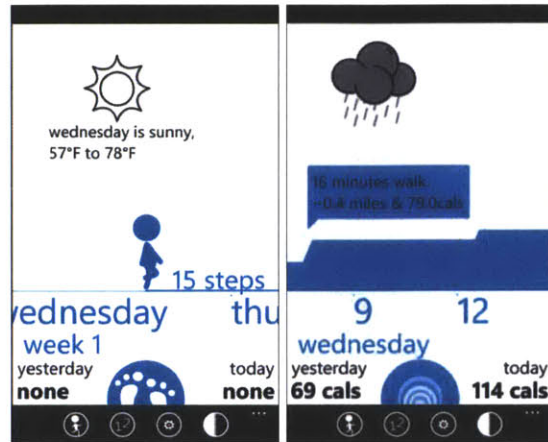 wednesday is sunny,
57°F to 78°F
15 steps
wednesday thu
week 1
yesterday
none
today
none
16 minutes walk
~0.4 miles & 79.0cals
9 12
wednesday
yesterday
69 cals
today
114 cals